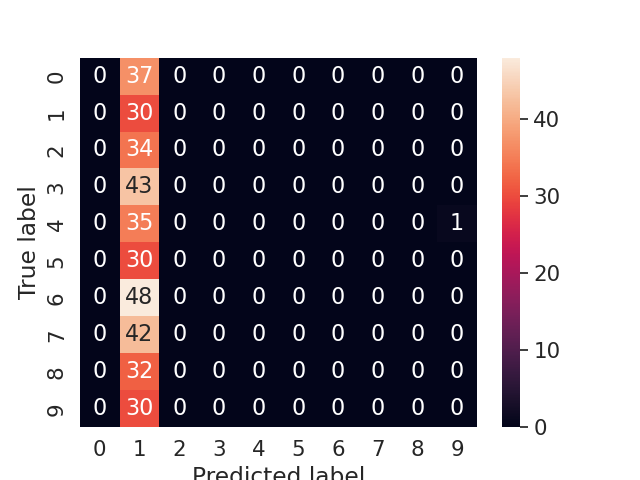 0 0 37 0 0 0 0 0 0 0 0
1 0 30 0 0 0 0 0 0 0 0
2 0 34 0 0 0 0 0 0 0 0
3 0 43 0 0 0 0 0 0 0 0
4 0 35 0 0 0 0 0 0 0 1
5 0 30 0 0 0 0 0 0 0 0
6 0 48 0 0 0 0 0 0 0 0
7 0 42 0 0 0 0 0 0 0 0
8 0 32 0 0 0 0 0 0 0 0
9 0 30 0 0 0 0 0 0 0 0
0 1 2 3 4 5 6 7 8 9
Predicted label
True label
40
30
20
10
0